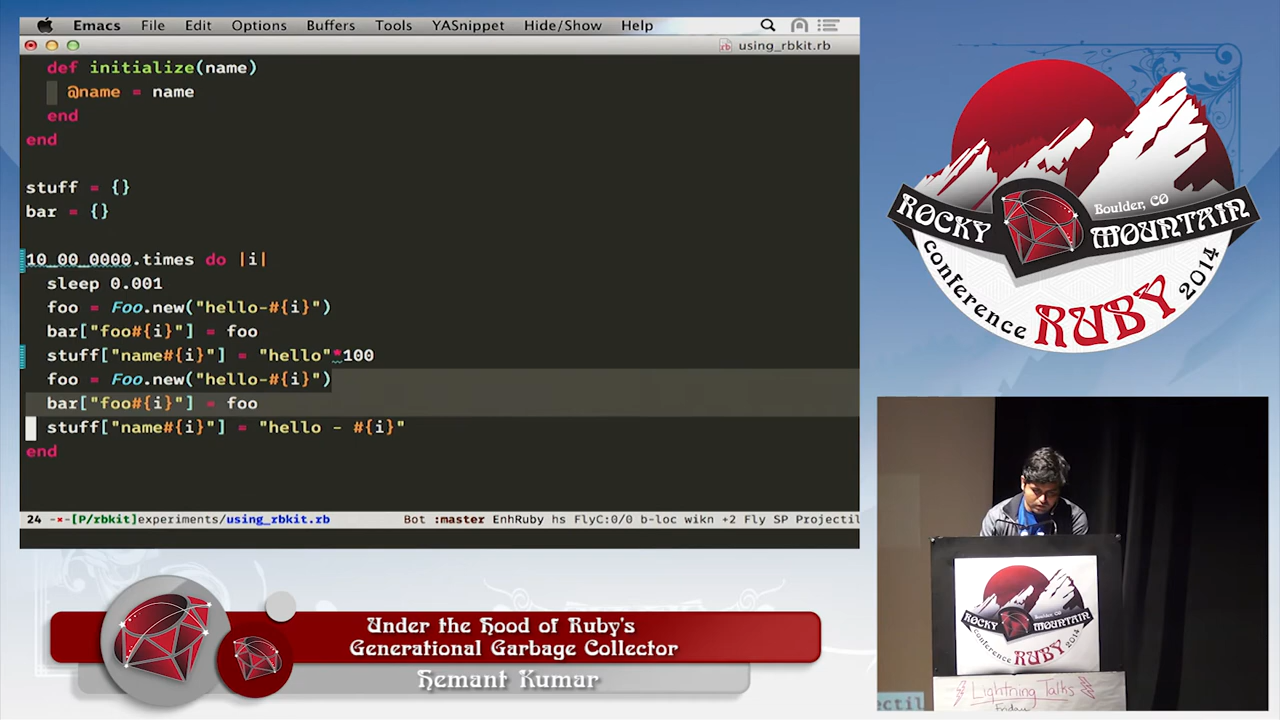 Emacs File Edit Options Buffers Tools YASnippet Hide/Show Help
using_rbkit.rb
def initialize(name)
@name = name
end
end
stuff = {}
bar = {}
10_00_0000.times do |i|
sleep 0.001
foo = Foo.new("hello-#{i}")
bar["foo#{i}"] = foo
stuff["name#{i}"] = "hello"*100
foo = Foo.new("hello-#{i}")
bar["foo#{i}"] = foo
stuff["name#{i}"] = "hello - #{i}"
end
24 -*-[P/rbkit]experiments/using_rbkit.rb Bot :master EnhRuby hs FlyC:0/0 b-loc wikn +2 Fly SP Projectil
Boulder, CO
ROCKY MOUNTAIN
conference RUBY 2014
Boulder, CO
ROCKY MOUNTAIN
conference RUBY 2014
Lightning Talks
Friday
ectil
Under the Hood of Ruby's
Generational Garbage Collector
Hemant Kumar